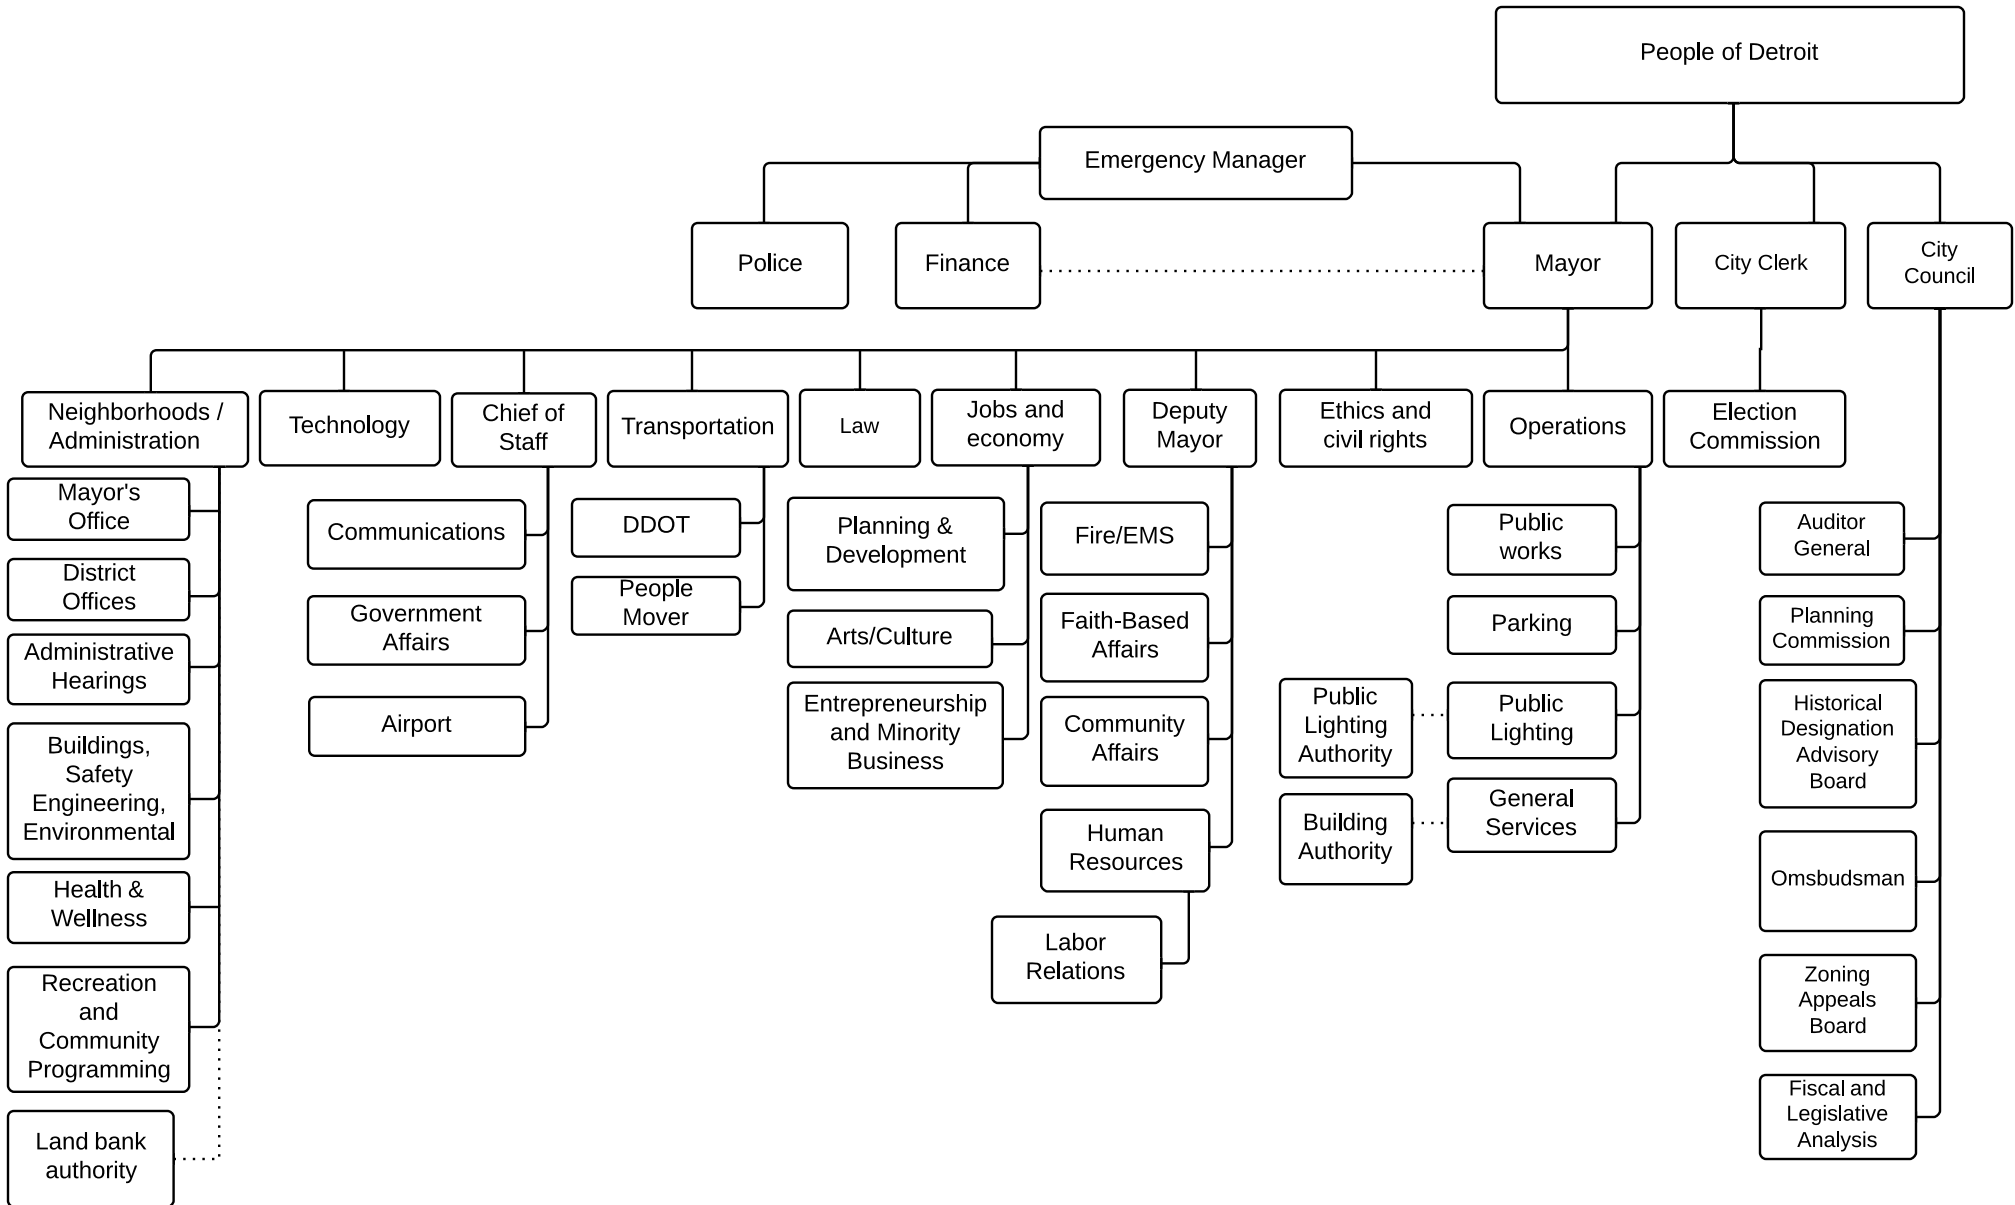 People of Detroit
Emergency Manager
Police
Finance
Mayor
City Clerk
City
Council
Neighborhoods /
Administration
Technology
Chief of
Staff
Transportation
Law
Jobs and
economy
Deputy
Mayor
Ethics and
civil rights
Operations
Election
Commission
Mayor's
Office
District
Offices
Administrative
Hearings
Buildings,
Safety
Engineering,
Environmental
Health &
Wellness
Recreation
and
Community
Programming
Land bank
authority
Communications
Government
Affairs
Airport
DDOT
People
Mover
Planning &
Development
Arts/Culture
Entrepreneurship
and Minority
Business
Fire/EMS
Faith-Based
Affairs
Community
Affairs
Human
Resources
Labor
Relations
Public
works
Parking
Public
Lighting
Authority
Public
Lighting
Building
Authority
General
Services
Auditor
General
Planning
Commission
Historical
Designation
Advisory
Board
Omsbudsman
Zoning
Appeals
Board
Fiscal and
Legislative
Analysis